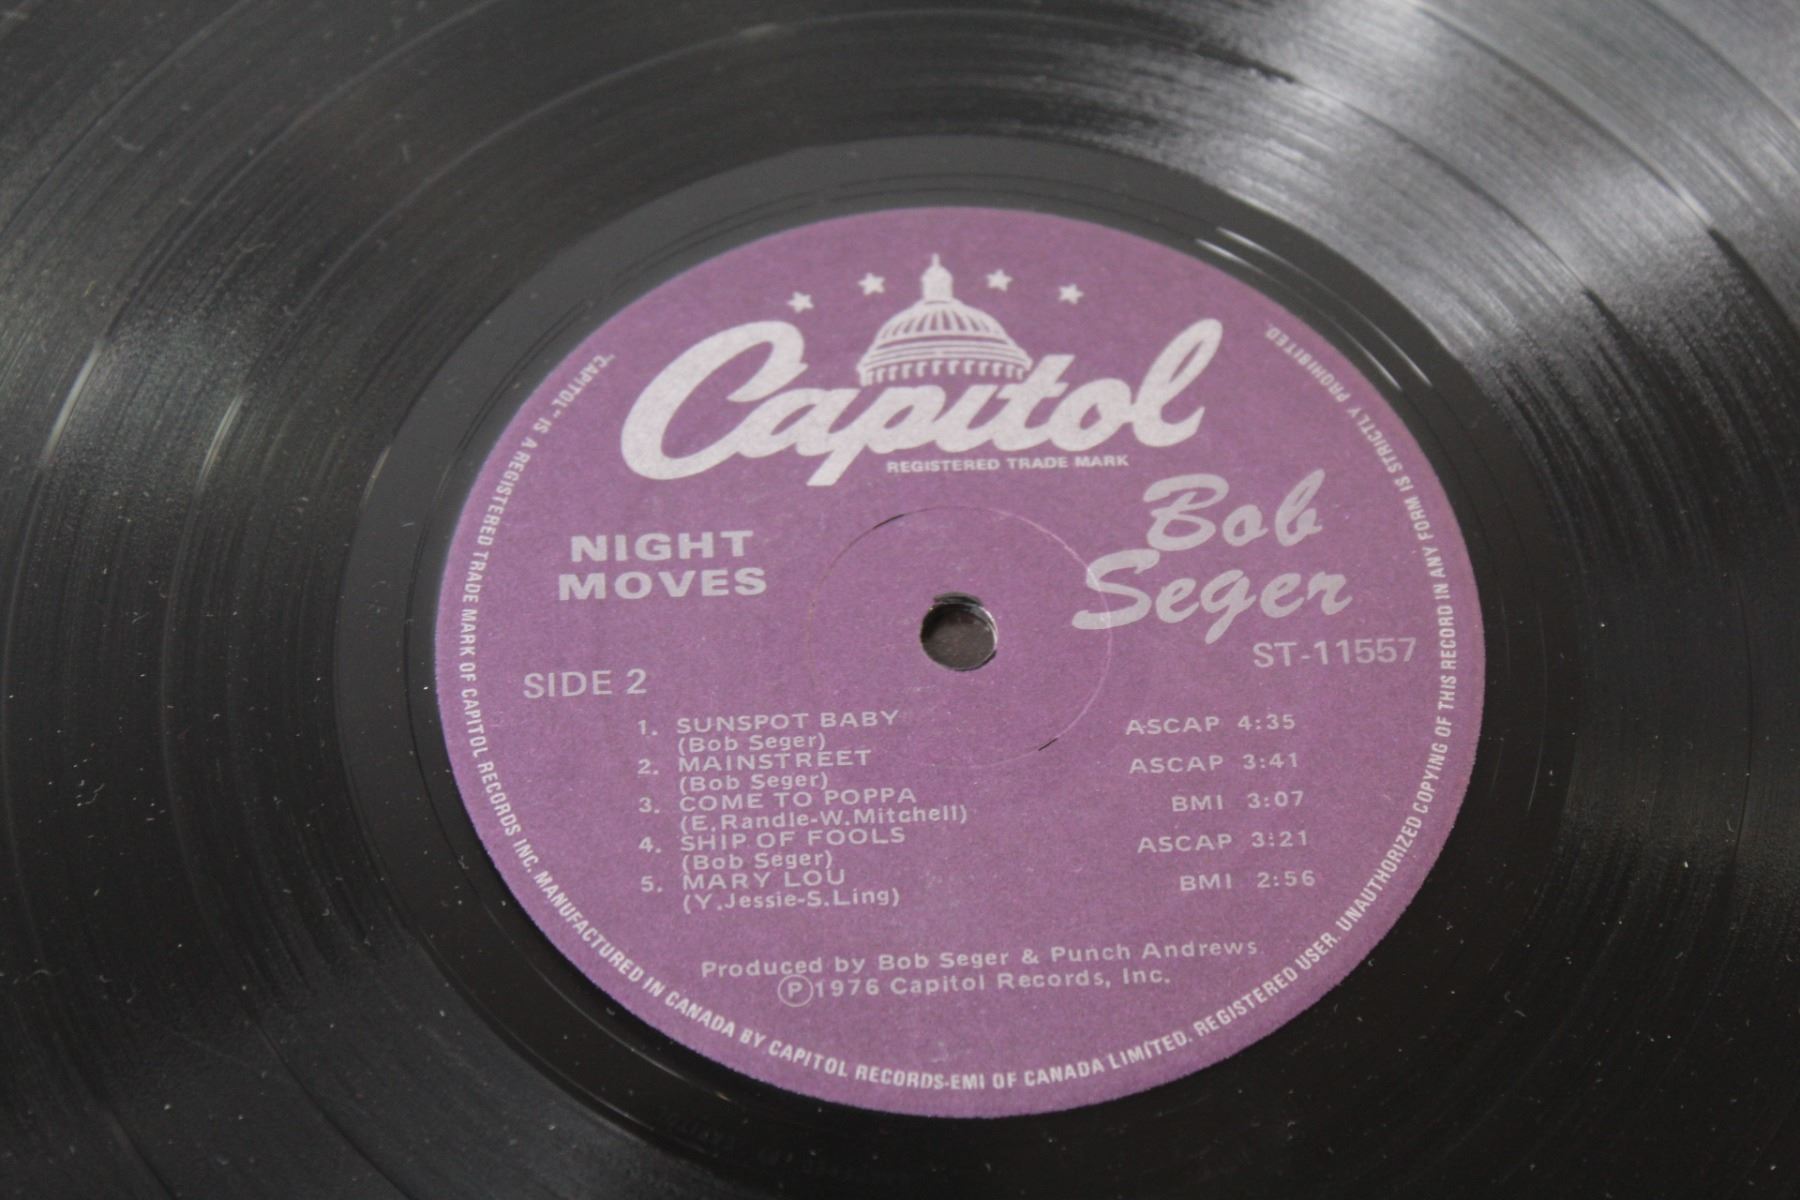 Capitol
REGISTERED TRADE MARK
Bob
Seger
NIGHT
MOVES
ST-11557
SIDE 2
1. SUNSPOT BABY ASCAP 4:35
(Bob Seger)
2. MAINSTREET ASCAP 3:41
(Bob Seger)
3. COME TO POPPA BMI 3:07
(E.Randle-W.Mitchell)
4. SHIP OF FOOLS ASCAP 3:21
(Bob Seger)
5. MARY LOU BMI 2:56
(Y.Jessie-S.Ling)
Produced by Bob Seger & Punch Andrews
Ⓟ1976 Capitol Records, Inc.
"CAPITOL" IS A REGISTERED TRADE MARK OF CAPITOL RECORDS INC. MANUFACTURED IN CANADA BY CAPITOL RECORDS-EMI OF CANADA LIMITED. REGISTERED USER. UNAUTHORIZED COPYING OF THIS RECORD IN ANY FORM IS STRICTLY PROHIBITED.